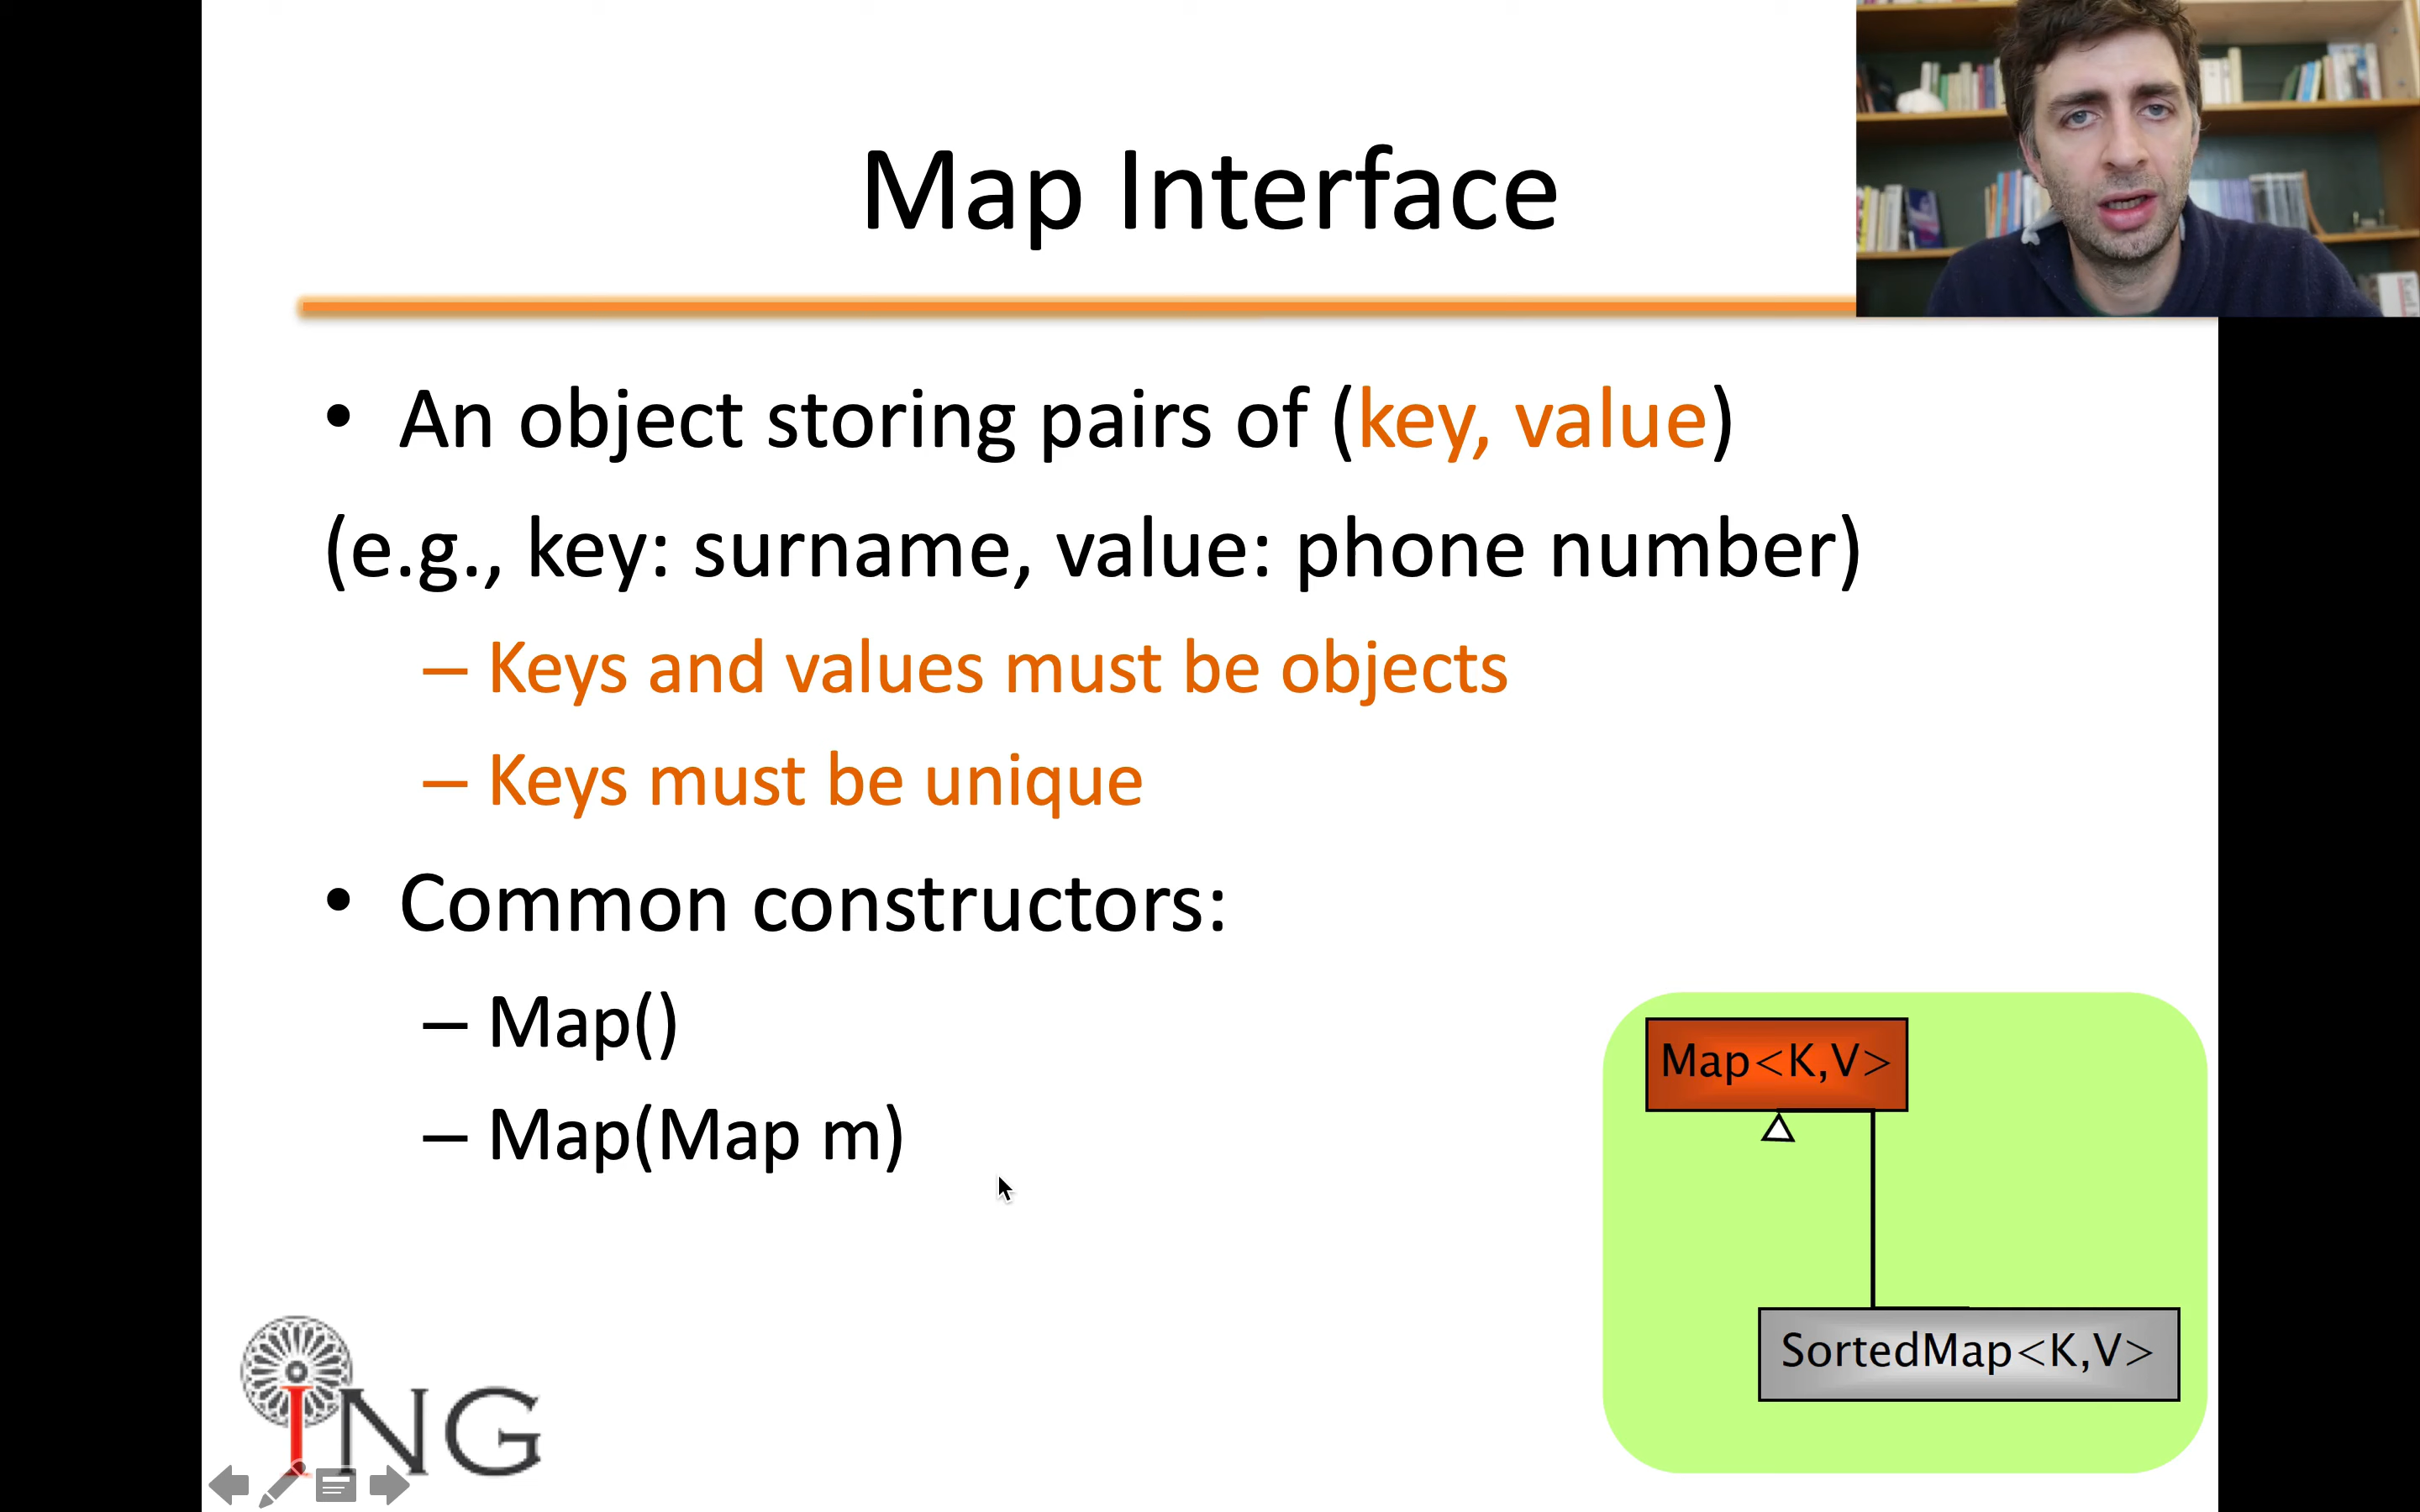 Map Interface
• An object storing pairs of (key, value)
(e.g., key: surname, value: phone number)
– Keys and values must be objects
– Keys must be unique
• Common constructors:
– Map()
– Map(Map m)
Map<K,V>
SortedMap<K,V>
ING